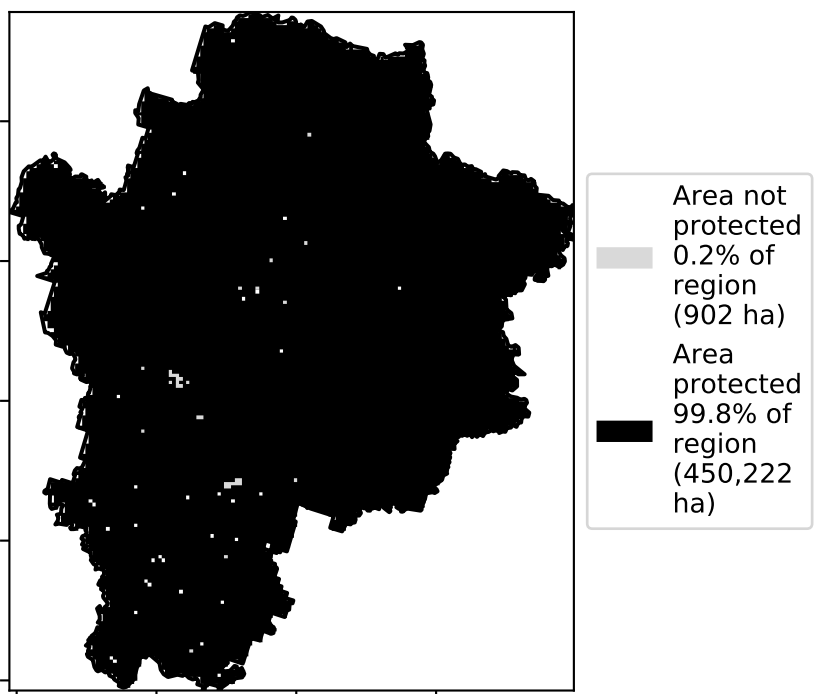 Area not
protected
0.2% of
region
(902 ha)
Area
protected
99.8% of
region
(450,222
ha)